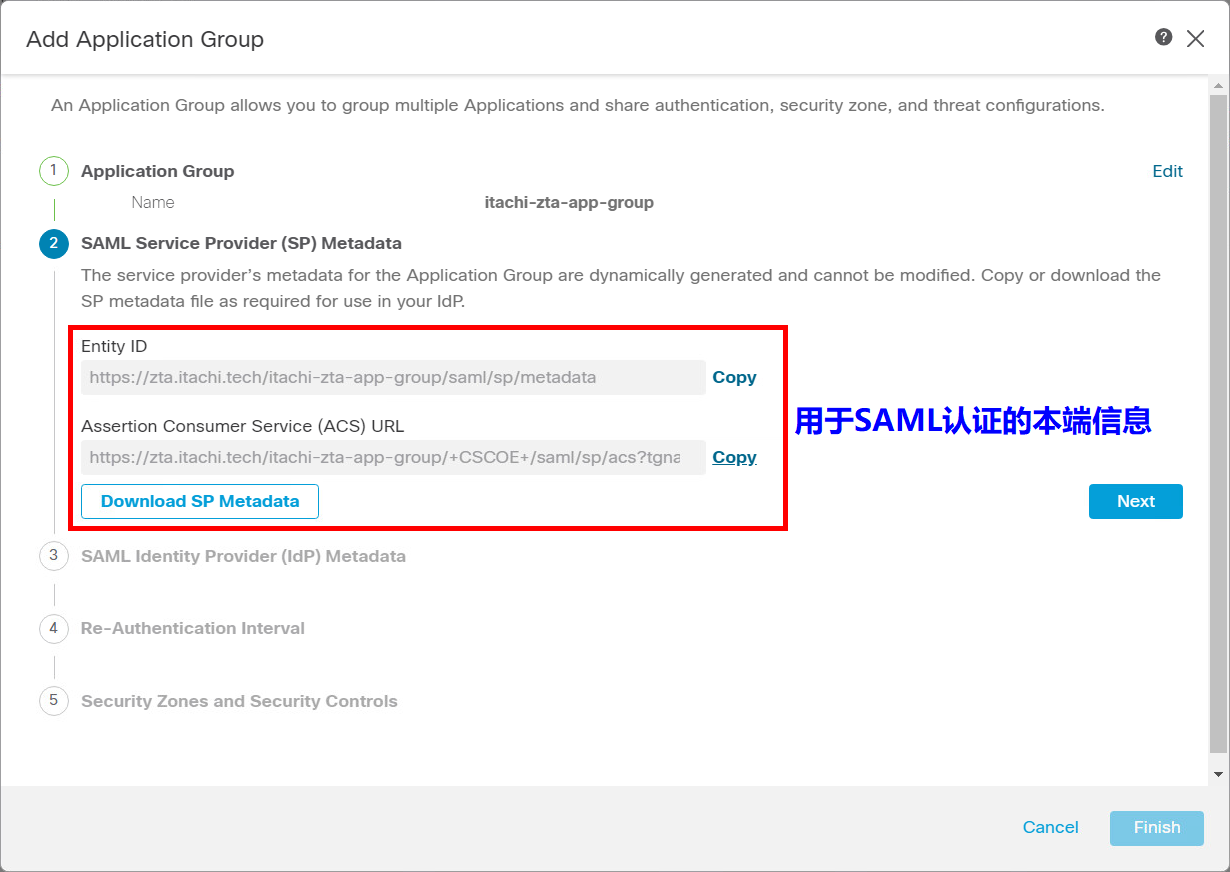 Add Application Group
?
An Application Group allows you to group multiple Applications and share authentication, security zone, and threat configurations.
1 Application Group Edit
Name itachi-zta-app-group
2 SAML Service Provider (SP) Metadata
The service provider's metadata for the Application Group are dynamically generated and cannot be modified. Copy or download the
SP metadata file as required for use in your IdP.
Entity ID
https://zta.itachi.tech/itachi-zta-app-group/saml/sp/metadata Copy
用于SAML认证的本端信息
Assertion Consumer Service (ACS) URL
https://zta.itachi.tech/itachi-zta-app-group/+CSCOE+/saml/sp/acs?tgna Copy
Download SP Metadata Next
3 SAML Identity Provider (IdP) Metadata
4 Re-Authentication Interval
5 Security Zones and Security Controls
Cancel Finish